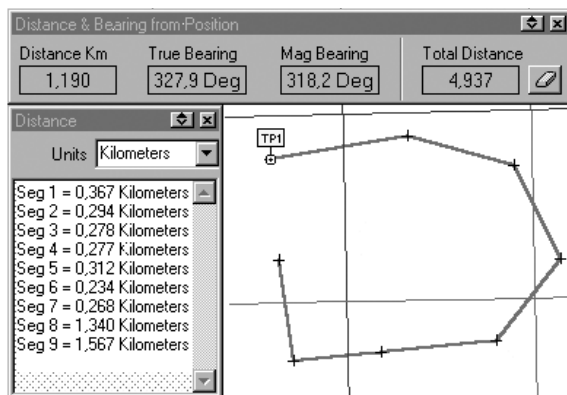 Distance & Bearing from Position
Distance Km True Bearing Mag Bearing Total Distance
1,190 327,9 Deg 318,2 Deg 4,937
Distance
Units Kilometers
Seg 1 = 0,367 Kilometers
Seg 2 = 0,294 Kilometers
Seg 3 = 0,278 Kilometers
Seg 4 = 0,277 Kilometers
Seg 5 = 0,312 Kilometers
Seg 6 = 0,234 Kilometers
Seg 7 = 0,268 Kilometers
Seg 8 = 1,340 Kilometers
Seg 9 = 1,567 Kilometers
TP1